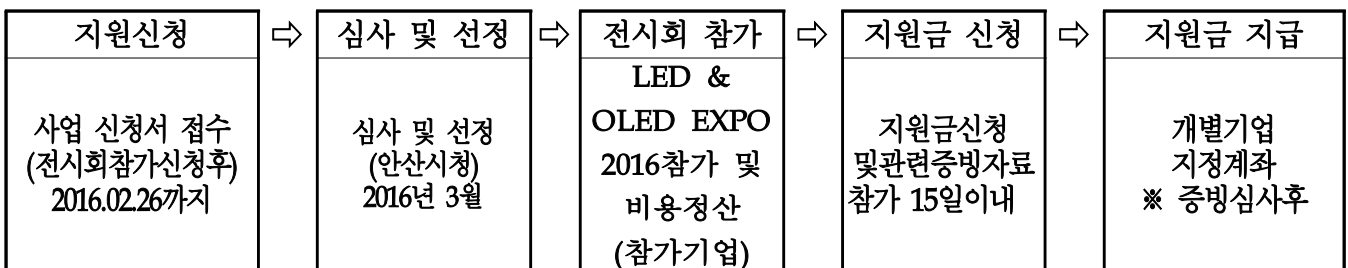 지원신청 ⇨ 심사 및 선정 ⇨ 전시회 참가 ⇨ 지원금 신청 ⇨ 지원금 지급
사업 신청서 접수
(전시회참가신청후)
2016.02.26까지
심사 및 선정
(안산시청)
2016년 3월
LED &
OLED EXPO
2016참가 및
비용정산
(참가기업)
지원금신청
및관련증빙자료
참가 15일이내
개별기업
지정계좌
※ 증빙심사후